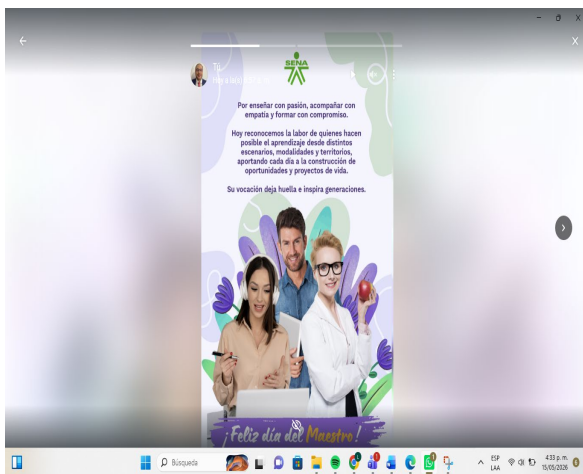 Tú
SENA
Por enseñar con pasión, acompañar con
empatía y formar con compromiso.
Hoy reconocemos la labor de quienes hacen
posible el aprendizaje desde distintos
escenarios, modalidades y territorios,
aportando cada día a la construcción de
oportunidades y proyectos de vida.
Su vocación deja huella e inspira generaciones.
¡Feliz día del Maestro!
Búsqueda
ESP
LAA
4:33 p. m.
15/05/2026